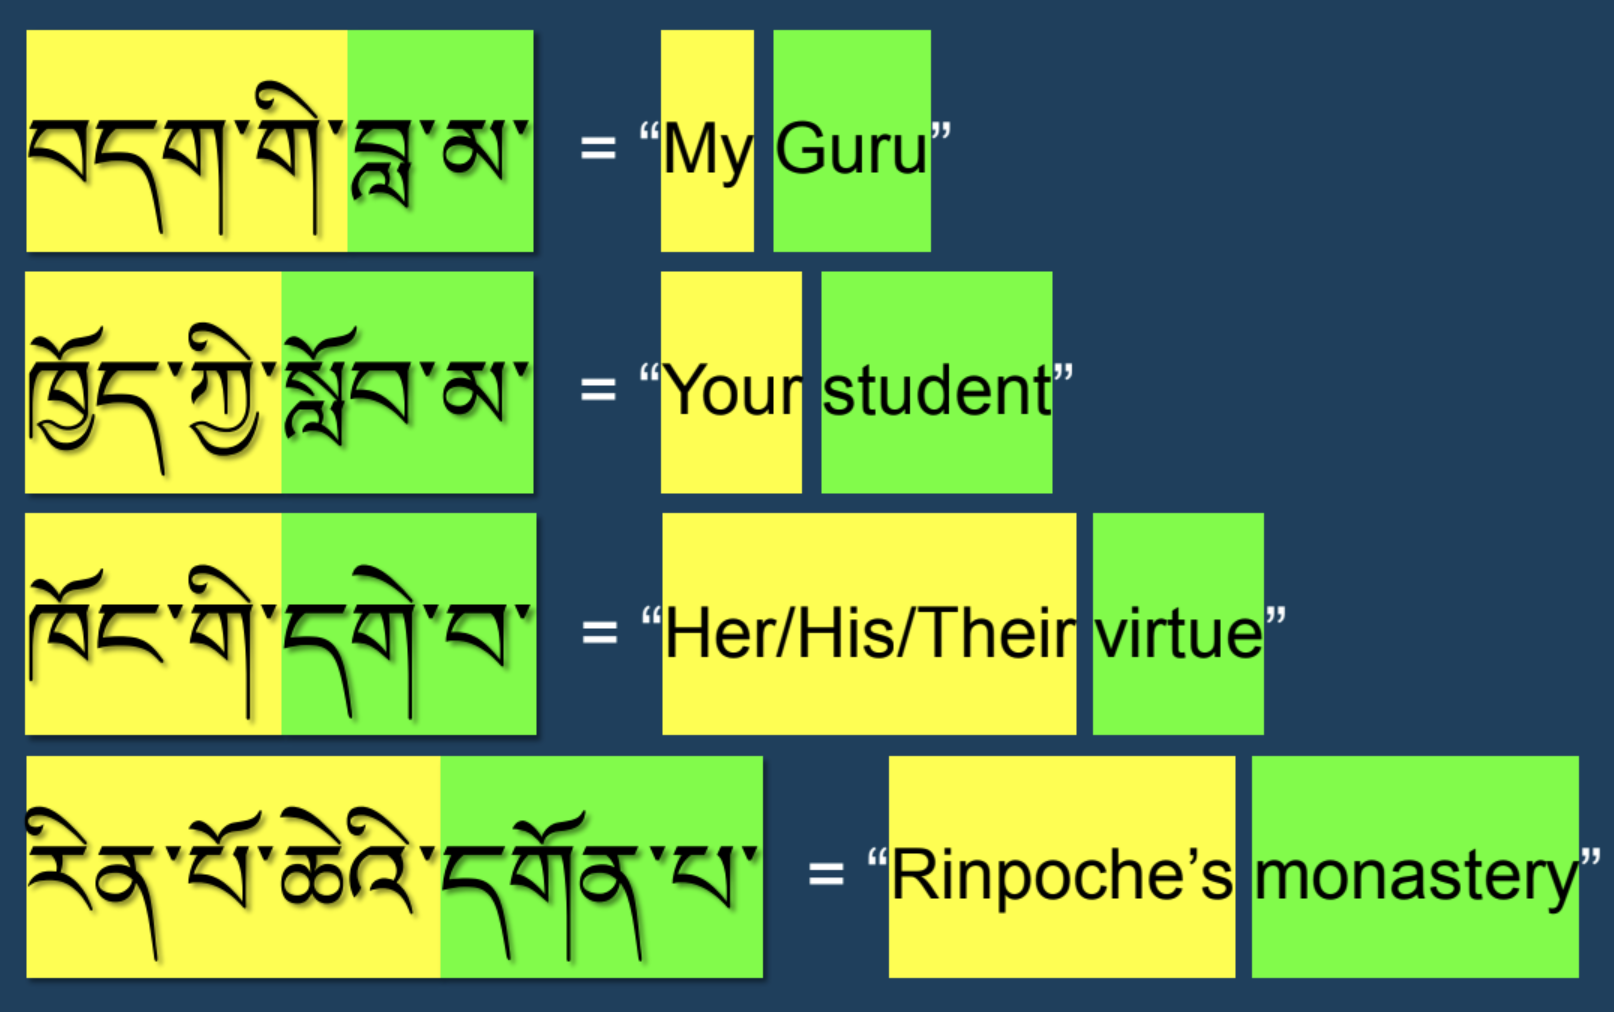 བདག་གི་བླ་མ་ = “My Guru”
ཁྱོད་ཀྱི་སློབ་མ་ = “Your student”
ཁོང་གི་དགེ་བ་ = “Her/His/Their virtue”
རིན་པོ་ཆེའི་དགོན་པ་ = “Rinpoche’s monastery”